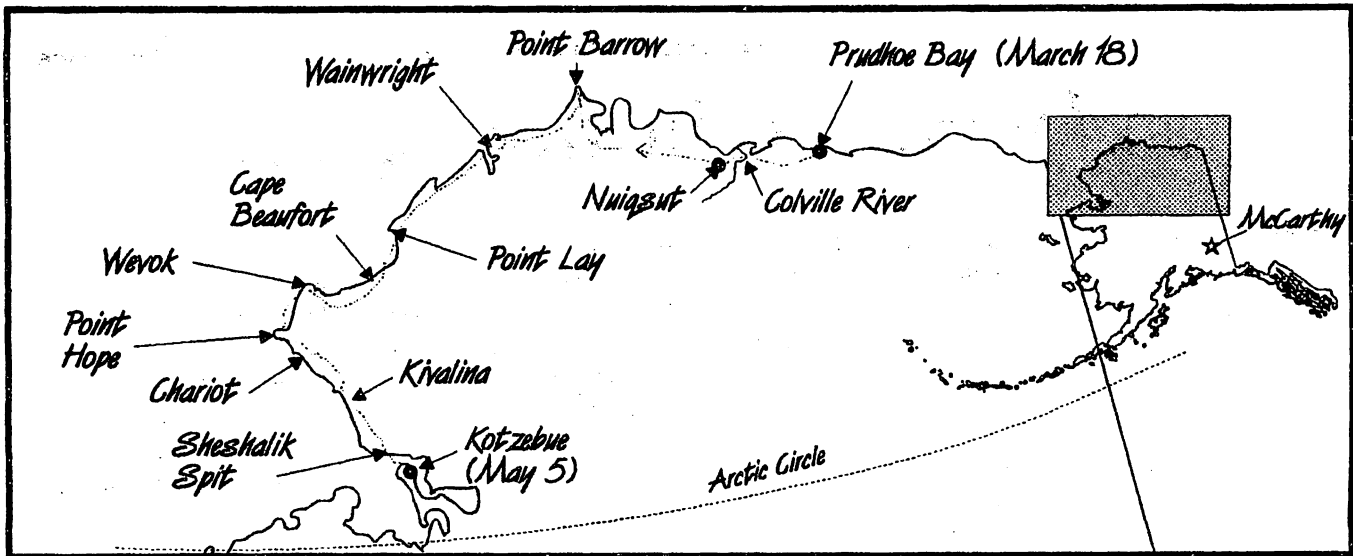 Point Barrow
Prudhoe Bay (March 18)
Wainwright
Cape
Beaufort
Nuiqsut
Colville River
McCarthy
Wevok
Point Lay
Point
Hope
Chariot
Kivalina
Sheshalik
Spit
Kotzebue
(May 5)
Arctic Circle